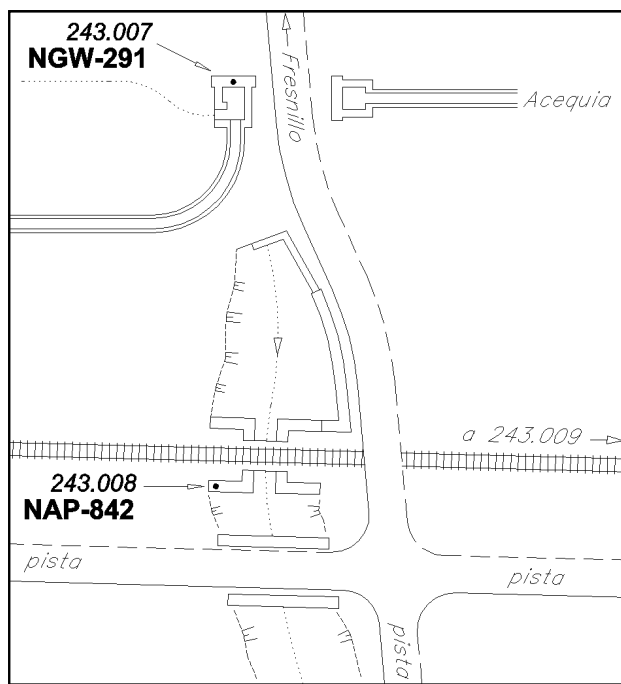 243.007
NGW-291
Fresnillo
Acequia
a 243.009
243.008
NAP-842
pista
pista
pista